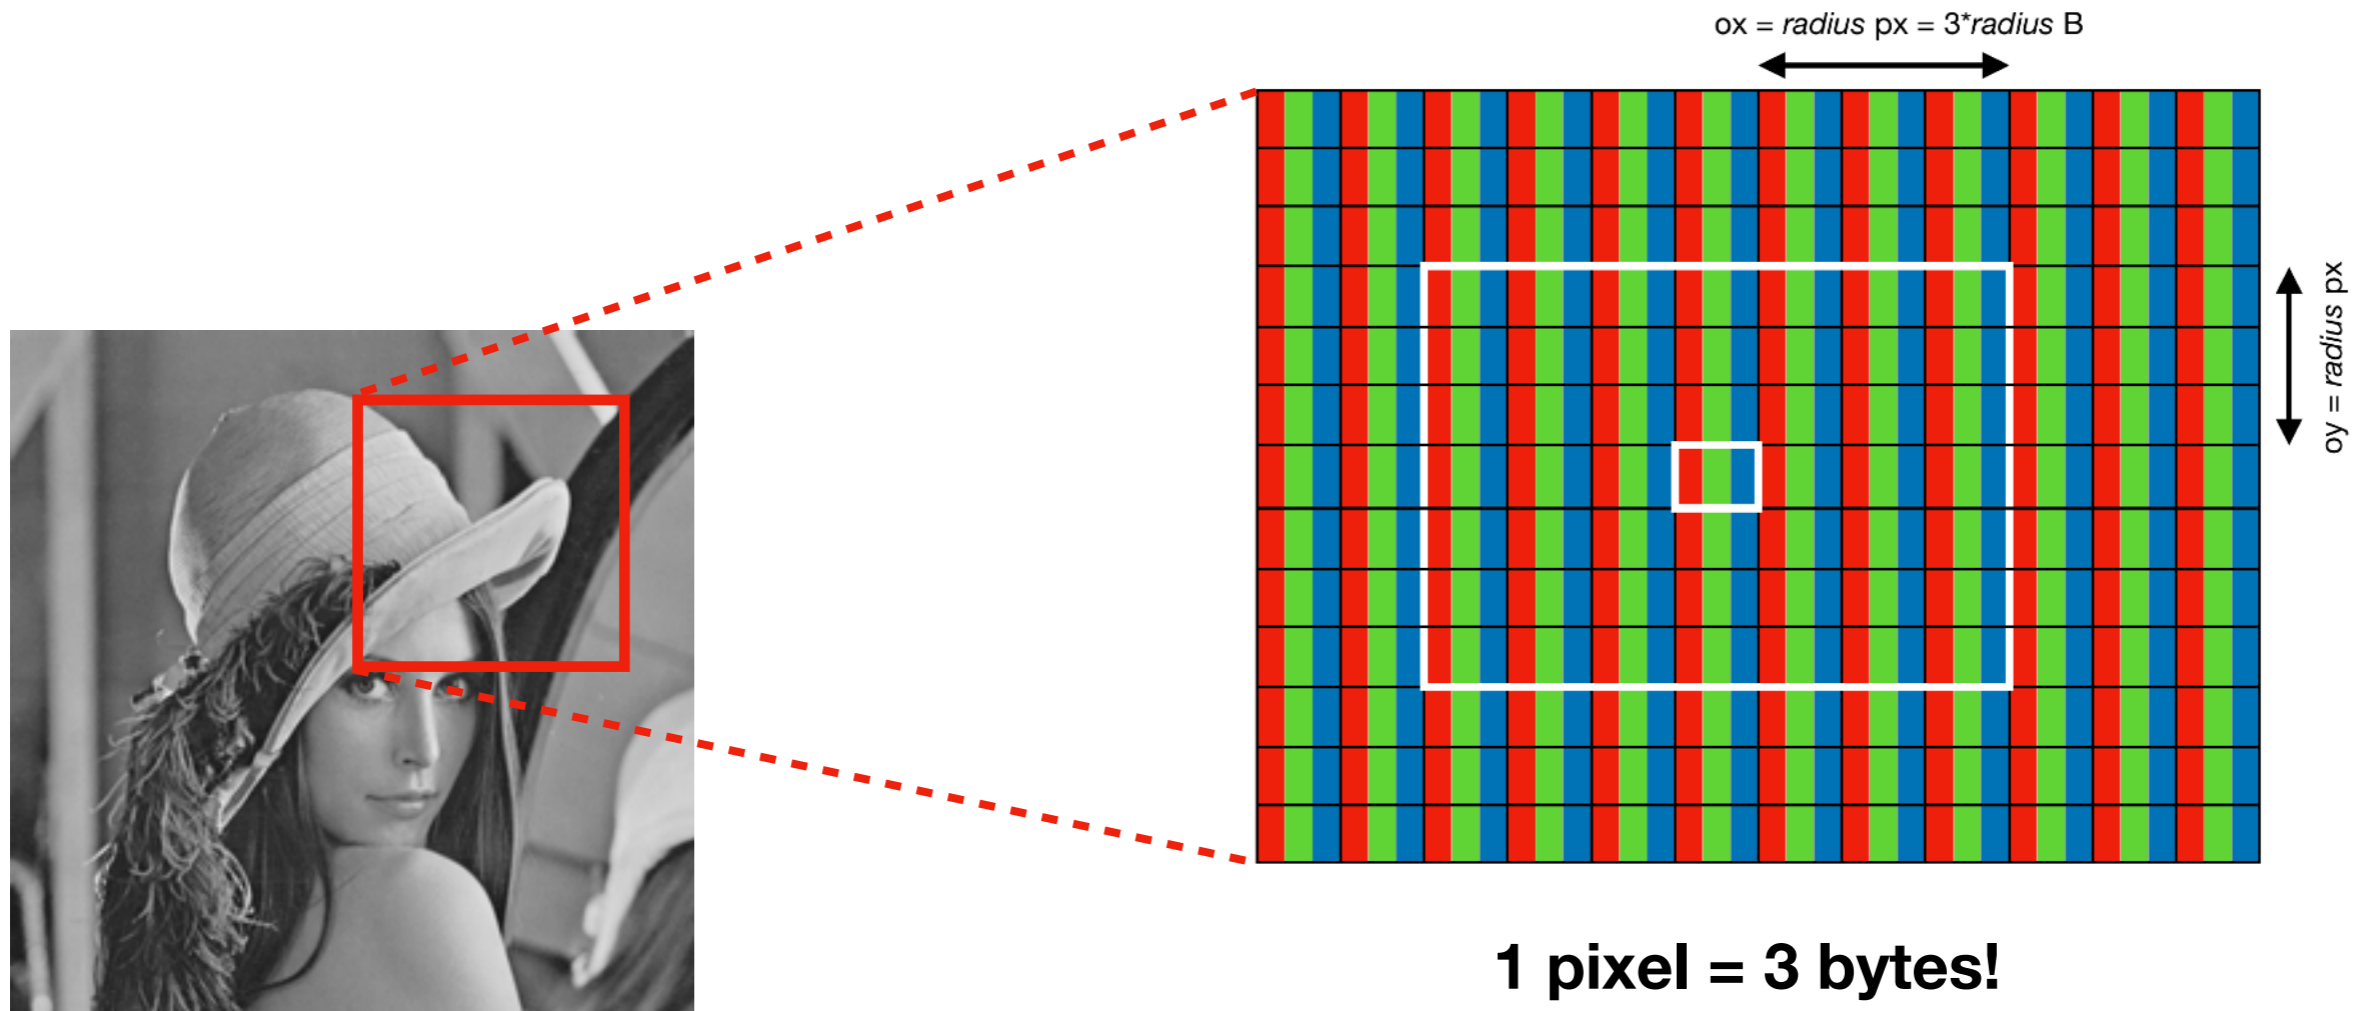 ox = radius px = 3*radius B
oy = radius px
1 pixel = 3 bytes!